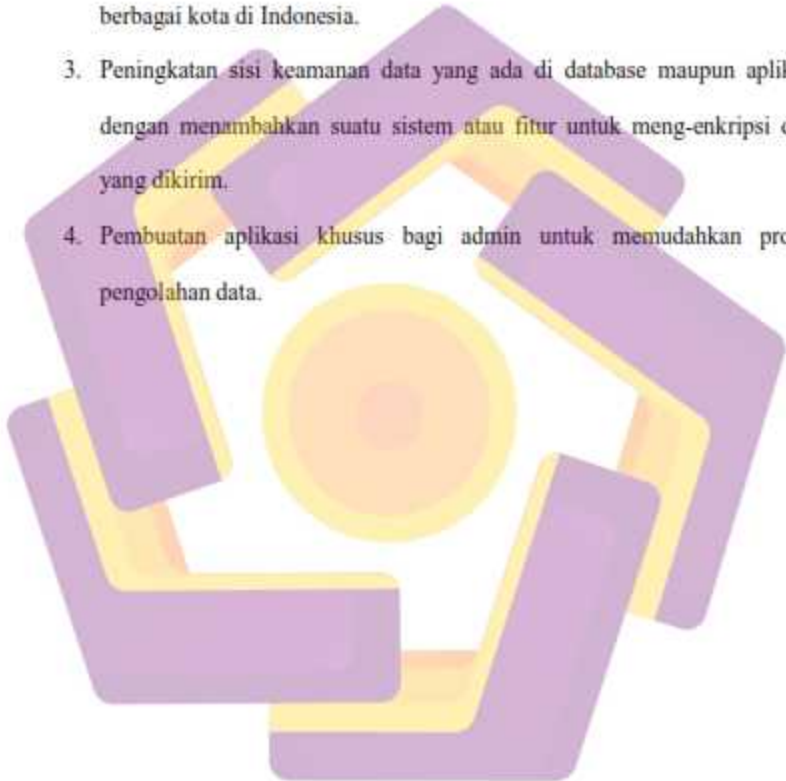 berbagai kota di Indonesia.
3. Peningkatan sisi keamanan data yang ada di database maupun
dengan menambahkan suatu sistem atau fitur untuk meng-enkripsi
yang dikirim.
4. Pembuatan aplikasi khusus bagi admin untuk memudahkan
pengolahan data.